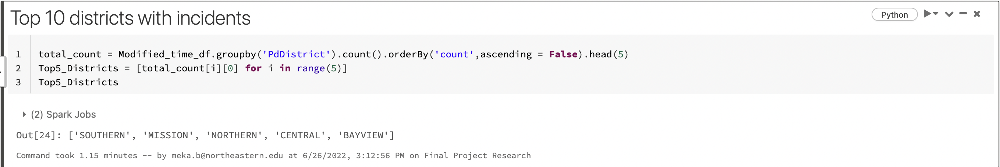 Top 10 districts with incidents
Python
1 total_count = Modified_time_df.groupby('PdDistrict').count().orderBy('count',ascending = False).head(5)
2 Top5_Districts = [total_count[i][0] for i in range(5)]
3 Top5_Districts
(2) Spark Jobs
Out[24]: ['SOUTHERN', 'MISSION', 'NORTHERN', 'CENTRAL', 'BAYVIEW']
Command took 1.15 minutes -- by meka.b@northeastern.edu at 6/26/2022, 3:12:56 PM on Final Project Research